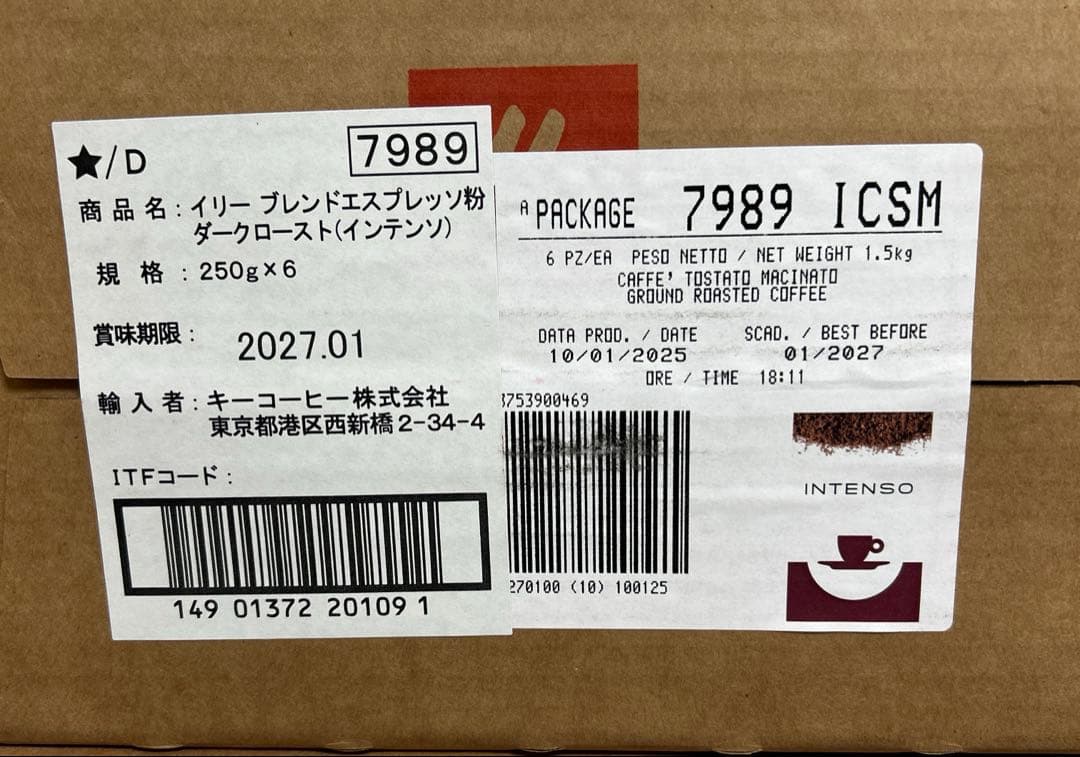 ★/D
7989
商品名：イリー ブレンドエスプレッソ粉
ダークロースト(インテンソ)
規格：250g×6
賞味期限：
2027.01
輸入者：キーコーヒー株式会社
東京都港区西新橋2-34-4
ITFコード：
149 01372 20109 1
A PACKAGE 7989 ICSM
6 PZ/EA PESO NETTO / NET WEIGHT 1.5kg
CAFFE' TOSTATO MACINATO
GROUND ROASTED COFFEE
DATA PROD. / DATE SCAD. / BEST BEFORE
10/01/2025 01/2027
ORE / TIME 18:11
3753900469
270100 (10) 100125
INTENSO